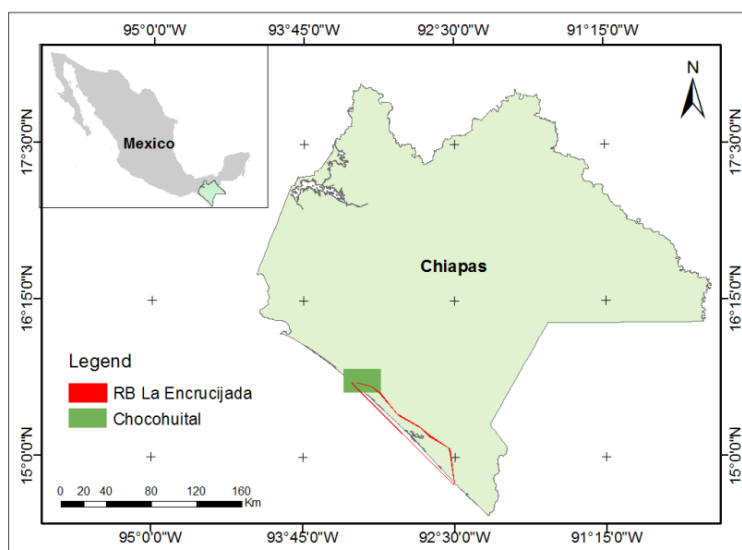 95°0'0"W 93°45'0"W 92°30'0"W 91°15'0"W
N
Mexico
17°30'0"N 17°30'0"N
Chiapas
16°15'0"N 16°15'0"N
Legend
RB La Encrucijada
Chocohuital
15°0'0"N 15°0'0"N
0 20 40 80 120 160
Km
95°0'0"W 93°45'0"W 92°30'0"W 91°15'0"W